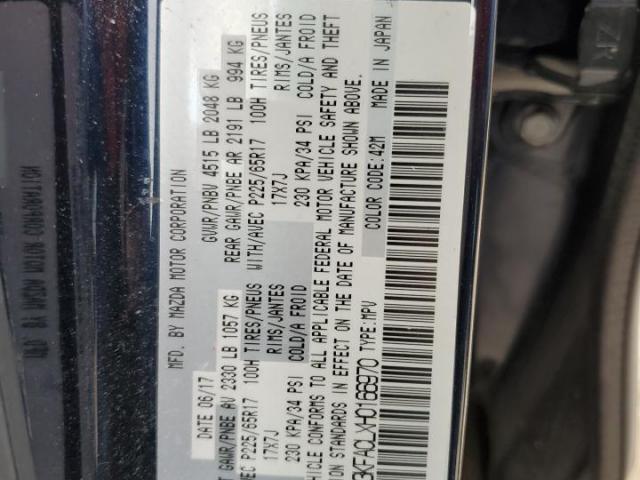 MFD. BY MAZDA MOTOR CORPORATION
DATE 06/17 GVWR/PNBV 4515 LB 2048 KG
T GAWR/PNBE AV 2330 LB 1057 KG REAR GAWR/PNBE AR 2191 LB 994 KG
EC P225/65R17 100H TIRES/PNEUS WITH/AVEC P225/65R17 100H TIRES/PNEUS
17X7J RIMS/JANTES 17X7J RIMS/JANTES
230 KPA/34 PSI COLD/A FROID 230 KPA/34 PSI COLD/A FROID
HICLE CONFORMS TO ALL APPLICABLE FEDERAL MOTOR VEHICLE SAFETY AND THEFT
ION STANDARDS IN EFFECT ON THE DATE OF MANUFACTURE SHOWN ABOVE.
3KFACLXH0166970 TYPE:MPV COLOR CODE:42M MADE IN JAPAN